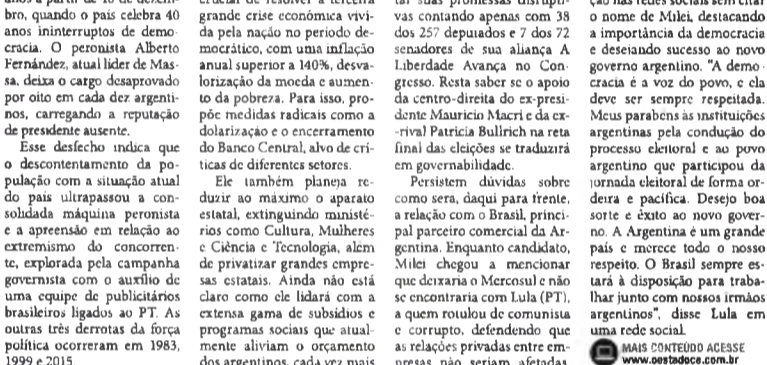 bro, quando o país celebra 40
anos ininterruptos de demo-
cracia. O peronista Alberto
Fernández, atual líder de Mas-
sa, deixa o cargo desaprovado
por oito em cada dez argenti-
nos, carregando a reputação
de presidente ausente.
Esse desfecho indica que
o descontentamento da po-
pulação com a situação atual
do país ultrapassou a con-
solidada máquina peronista
e a apreensão em relação ao
extremismo do concorren-
te, explorada pela campanha
governista com o auxílio de
uma equipe de publicitários
brasileiros ligados ao PT. As
outras três derrotas da força
política ocorreram em 1983,
1999 e 2015.
grande crise econômica vivi-
da pela nação no período de-
mocrático, com uma inflação
anual superior a 140%, desva-
lorização da moeda e aumen-
to da pobreza. Para isso, pro-
põe medidas radicais como a
dolarização e o encerramento
do Banco Central, alvo de crí-
ticas de diferentes setores.
Ele também planeja re-
duzir ao máximo o aparato
estatal, extinguindo ministé-
rios como Cultura, Mulheres
e Ciência e Tecnologia, além
de privatizar grandes empre-
sas estatais. Ainda não está
claro como ele lidará com a
extensa gama de subsídios e
programas sociais que atual-
mente aliviam o orçamento
dos argentinos, cada vez mais
vas contando apenas com 38
dos 257 deputados e 7 dos 72
senadores de sua aliança A
Liberdade Avança no Con-
gresso. Resta saber se o apoio
da centro-direita do ex-presi-
dente Mauricio Macri e da ex-
-rival Patricia Bullrich na reta
final das eleições se traduzirá
em governabilidade.
Persistem dúvidas sobre
como será, daqui para frente,
a relação com o Brasil, princi-
pal parceiro comercial da Ar-
gentina. Enquanto candidato,
Milei chegou a mencionar
que deixaria o Mercosul e não
se encontraria com Lula (PT),
a quem rotulou de comunista
e corrupto, defendendo que
as relações privadas entre em-
presas não seriam afetadas.
ção nas redes sociais sem citar
o nome de Milei, destacando
a importância da democracia
e desejando sucesso ao novo
governo argentino. "A demo-
cracia é a voz do povo, e ela
deve ser sempre respeitada.
Meus parabéns às instituições
argentinas pela condução do
processo eleitoral e ao povo
argentino que participou da
jornada eleitoral de forma or-
deira e pacífica. Desejo boa
sorte e êxito ao novo gover-
no. A Argentina é um grande
país e merece todo o nosso
respeito. O Brasil sempre es-
tará à disposição para traba-
lhar junto com nossos irmãos
argentinos", disse Lula em
uma rede social.
MAIS CONTEÚDO ACESSE
www.oestadoce.com.br